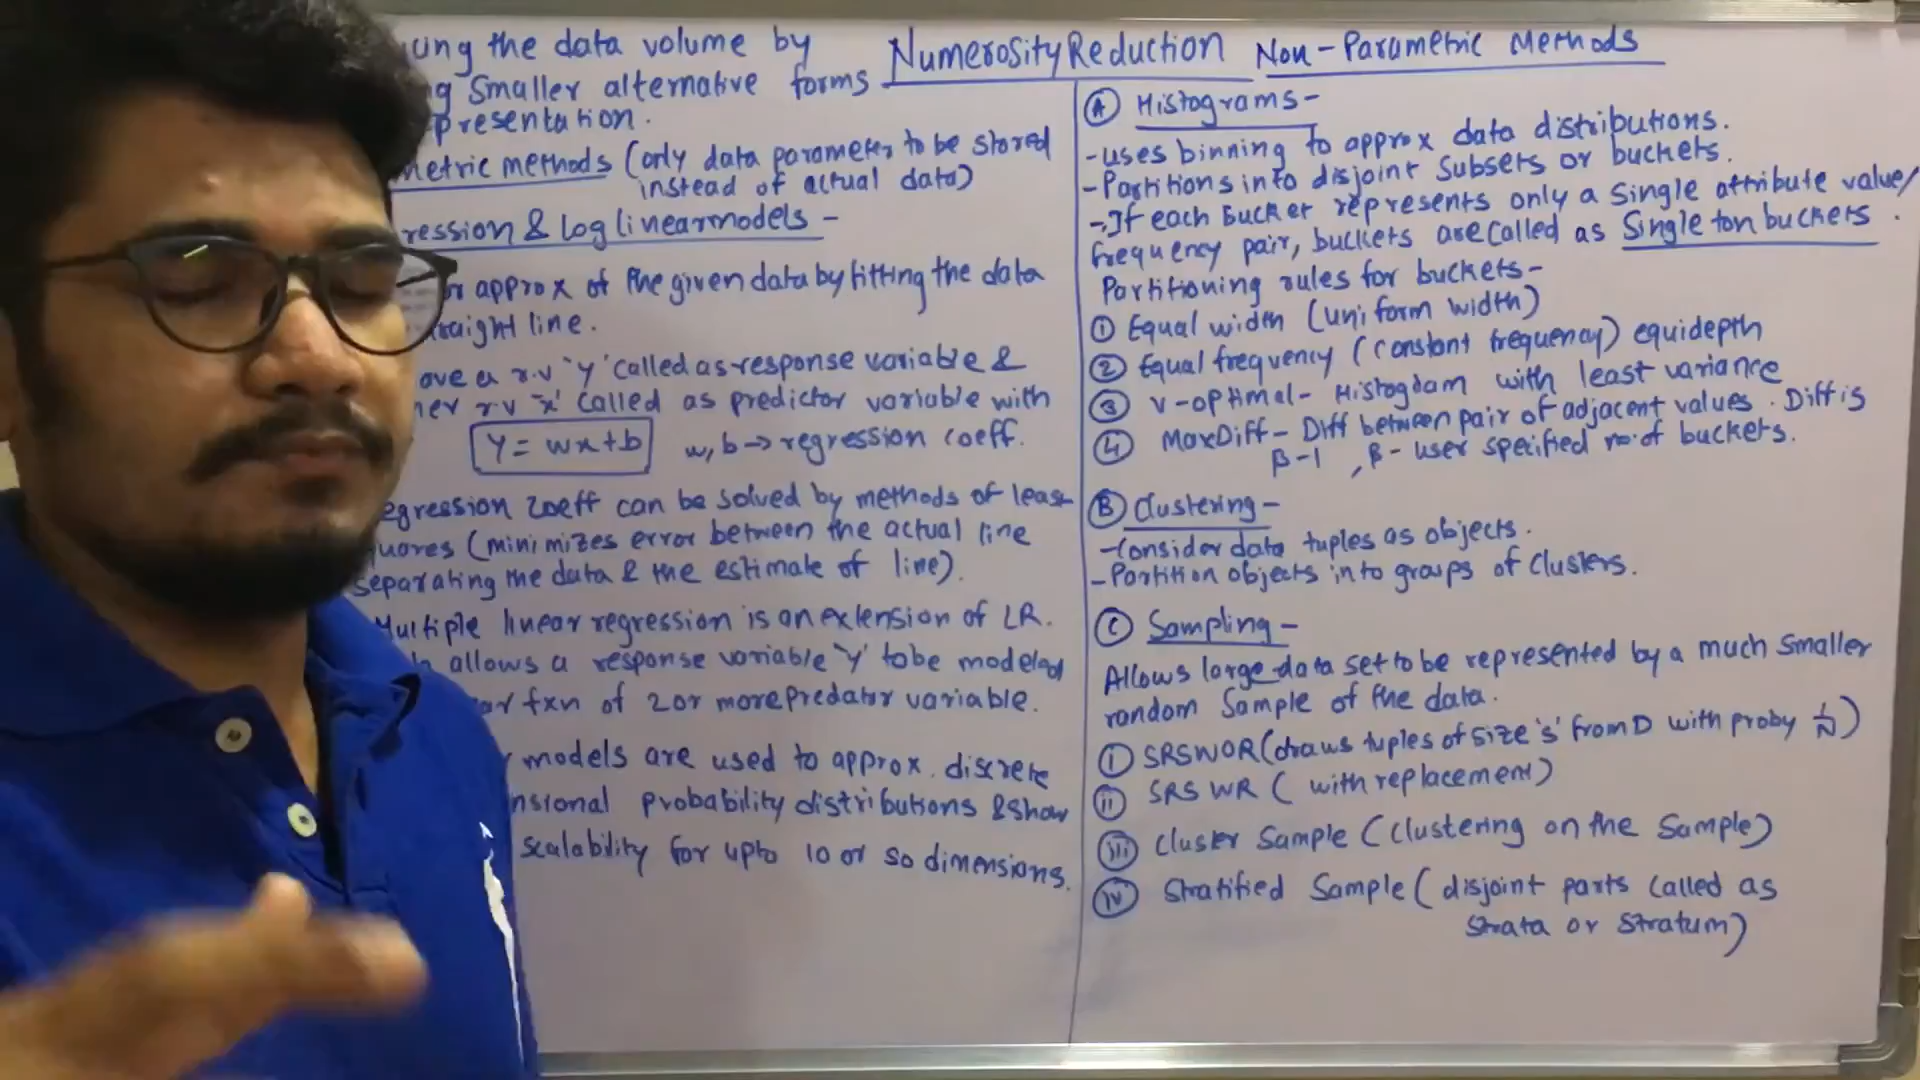 the data volume by
Smaller alternative forms
presentation.
metric methods (only data parameter to be stored
instead of actual data)
ression & log linear models -
approx of the given data by fitting the data
raight line.
ave a r.v 'y' called as response variable &
her r.v 'x' called as predictor variable with
Y = wx+b w, b → regression coeff.
egression coeff can be solved by methods of least
quares (minimizes error between the actual line
separating the data & the estimate of line).
Multiple linear regression is an extension of LR.
h allows a response variable 'y' to be modeled
ar fxn of 2 or more Predator variable.
models are used to approx. discrete
nsional probability distributions & show
scalability for upto 10 or so dimensions.
Numerosity Reduction
Non-Parametric Methods
(A) Histograms -
- uses binning to approx data distributions.
- Partitions into disjoint Subsets or buckets.
- If each Bucket represents only a single attribute value/
frequency pair, buckets are called as Single ton buckets.
Partitioning rules for buckets -
① Equal width (uniform width)
② Equal frequency (constant frequency) equidepth
③ V-optimal - Histogram with least variance
④ MaxDiff - Diff between pair of adjacent values. Diff is
β-1, β - user specified no. of buckets.
(B) Clustering -
- Consider data tuples as objects.
- Partition objects into groups of Clusters.
(C) Sampling -
Allows large data set to be represented by a much smaller
random Sample of the data.
(i) SRSWOR (draws tuples of size 's' from D with proby 1/N)
(ii) SRSWR ( with replacement)
(iii) Cluster Sample (Clustering on the Sample)
(iv) Stratified Sample ( disjoint parts called as
Strata or Stratum)